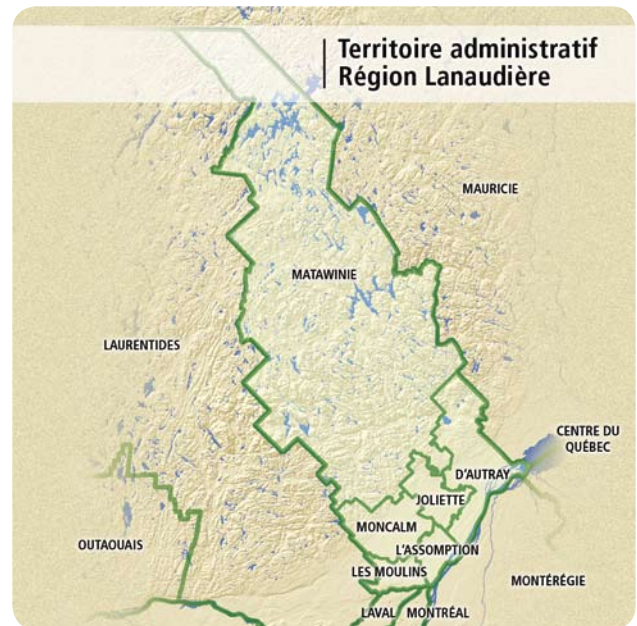 Territoire administratif
Région Lanaudière
MAURICIE
MATAWINIE
LAURENTIDES
CENTRE DU
QUÉBEC
D'AUTRAY
JOLIETTE
MONCALM
OUTAOUAIS
L'ASSOMPTION
LES MOULINS
MONTÉRÉGIE
LAVAL
MONTRÉAL